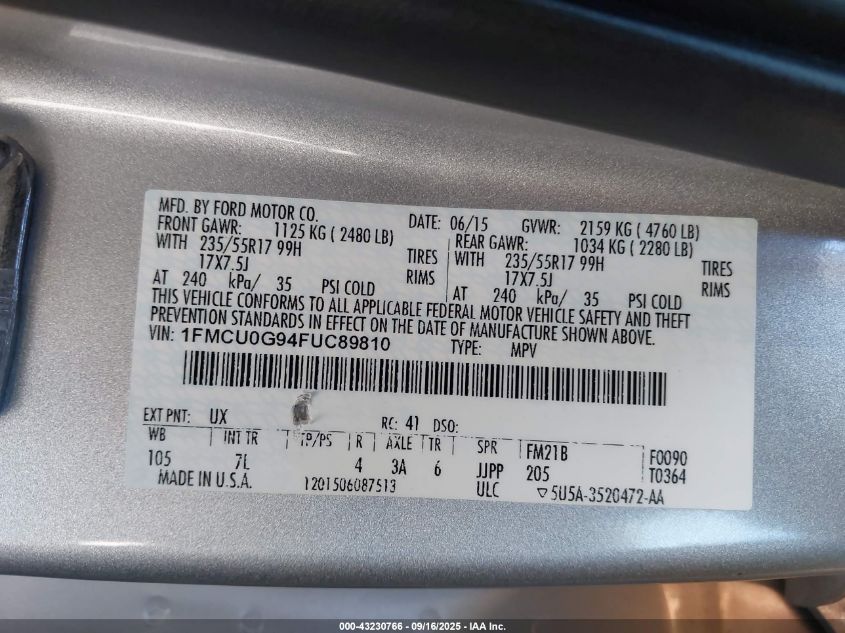 MFD. BY FORD MOTOR CO. DATE: 06/15 GVWR: 2159 KG ( 4760 LB)
FRONT GAWR: 1125 KG ( 2480 LB) REAR GAWR: 1034 KG ( 2280 LB)
WITH 235/55R17 99H TIRES WITH 235/55R17 99H TIRES
17X7.5J RIMS 17X7.5J RIMS
AT 240 kPa/ 35 PSI COLD AT 240 kPa/ 35 PSI COLD
THIS VEHICLE CONFORMS TO ALL APPLICABLE FEDERAL MOTOR VEHICLE SAFETY AND THEFT
PREVENTION STANDARDS IN EFFECT ON THE DATE OF MANUFACTURE SHOWN ABOVE.
VIN: 1FMCU0G94FUC89810 TYPE: MPV
EXT PNT: UX RC: 41 DSO:
WB INT TR TP/PS R AXLE TR SPR FM21B F0090
105 7L 4 3A 6 JJPP 205 T0364
MADE IN U.S.A. 1201506087513 ULC ▽5U5A-3520472-AA
000-43230766 - 09/16/2025 - IAA Inc.